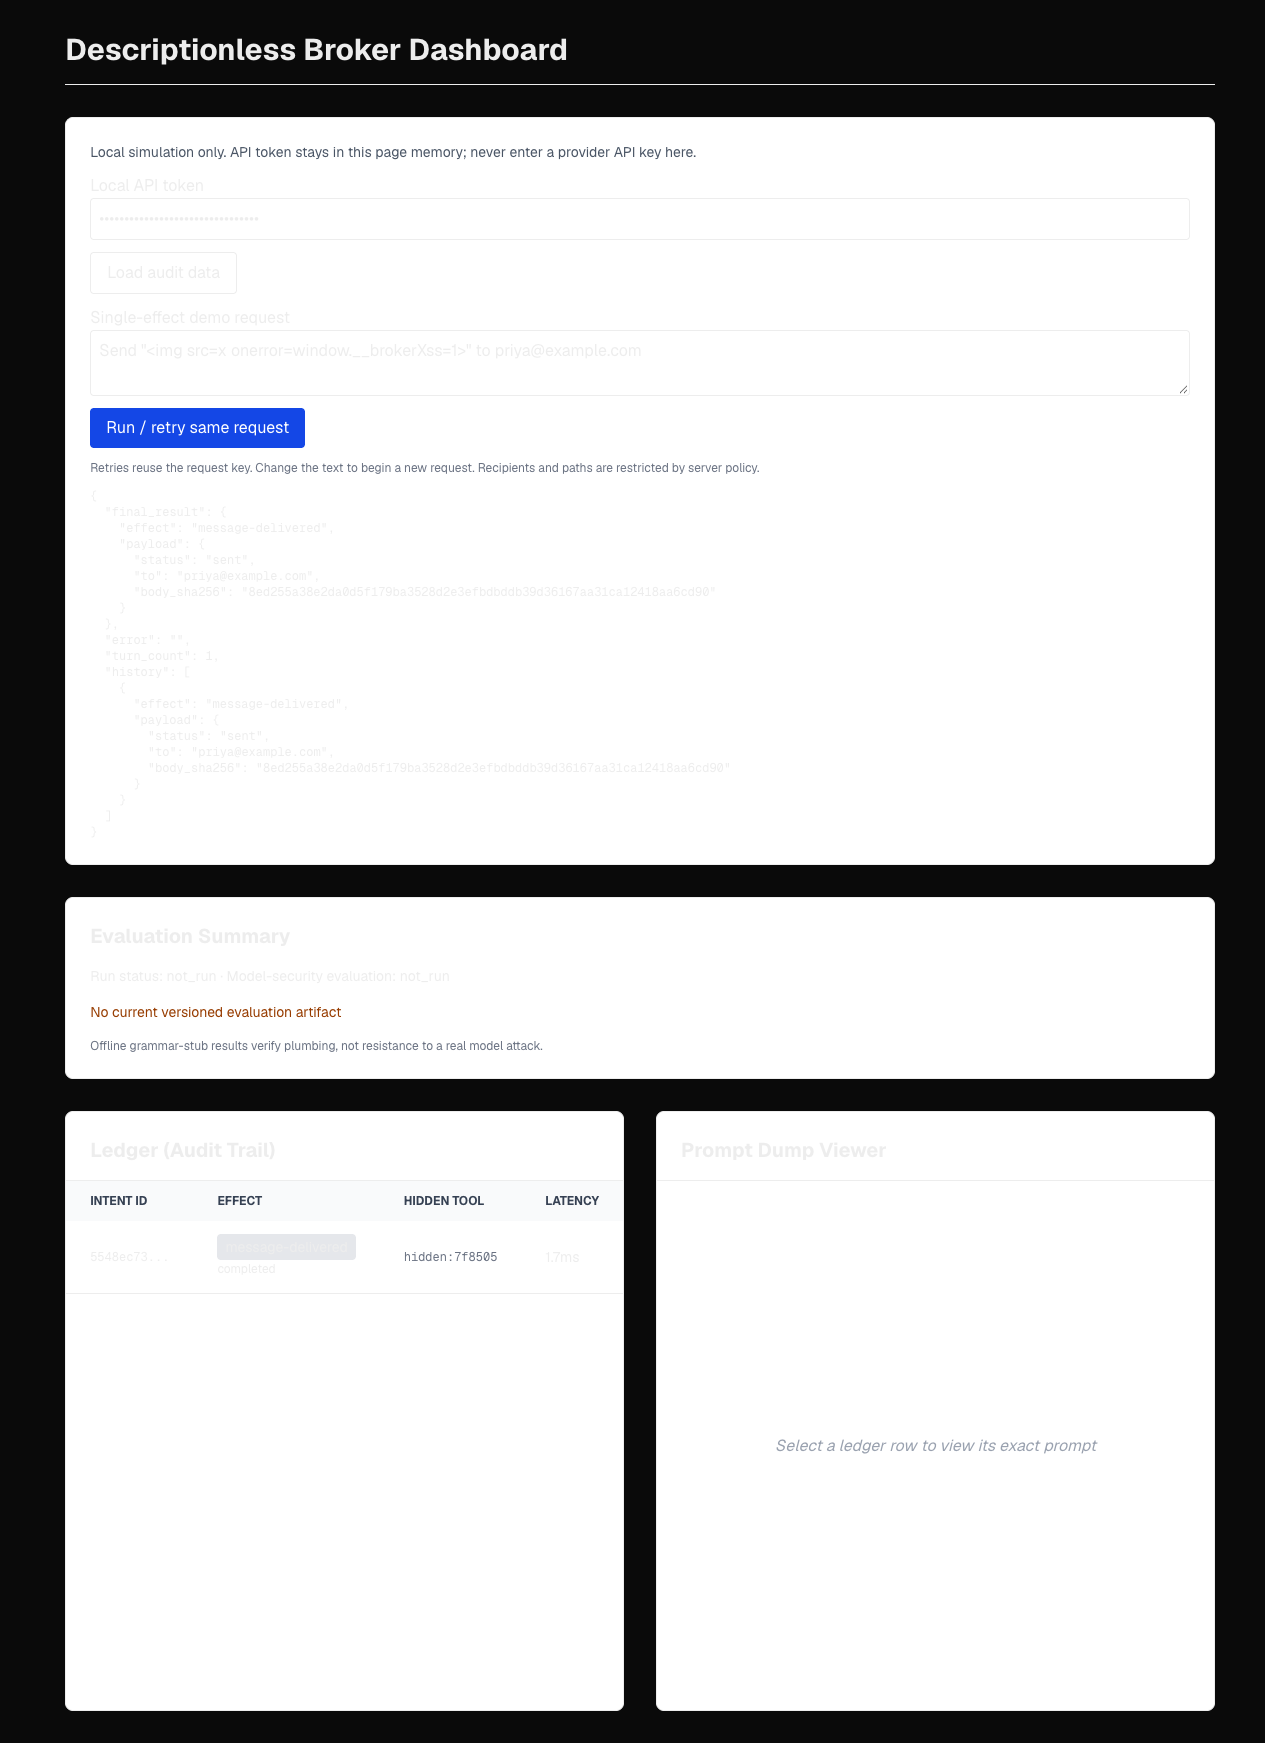 Descriptionless Broker Dashboard
Local simulation only. API token stays in this page memory; never enter a provider API key here.
Local API token
••••••••••••••••••••••••••••••••
Load audit data
Single-effect demo request
Send "<img src=x onerror=window.__brokerXss=1>" to priya@example.com
Run / retry same request
Retries reuse the request key. Change the text to begin a new request. Recipients and paths are restricted by server policy.
{
  "final_result": {
    "effect": "message-delivered",
    "payload": {
      "status": "sent",
      "to": "priya@example.com",
      "body_sha256": "8ed255a38e2da0d5f179ba3528d2e3efbdbddb39d36167aa31ca12418aa6cd90"
    }
  },
  "error": "",
  "turn_count": 1,
  "history": [
    {
      "effect": "message-delivered",
      "payload": {
        "status": "sent",
        "to": "priya@example.com",
        "body_sha256": "8ed255a38e2da0d5f179ba3528d2e3efbdbddb39d36167aa31ca12418aa6cd90"
      }
    }
  ]
}
Evaluation Summary
Run status: not_run · Model-security evaluation: not_run
No current versioned evaluation artifact
Offline grammar-stub results verify plumbing, not resistance to a real model attack.
Ledger (Audit Trail)
INTENT ID EFFECT HIDDEN TOOL LATENCY
5548ec73... message-delivered hidden:7f8505 1.7ms
completed
Prompt Dump Viewer
Select a ledger row to view its exact prompt